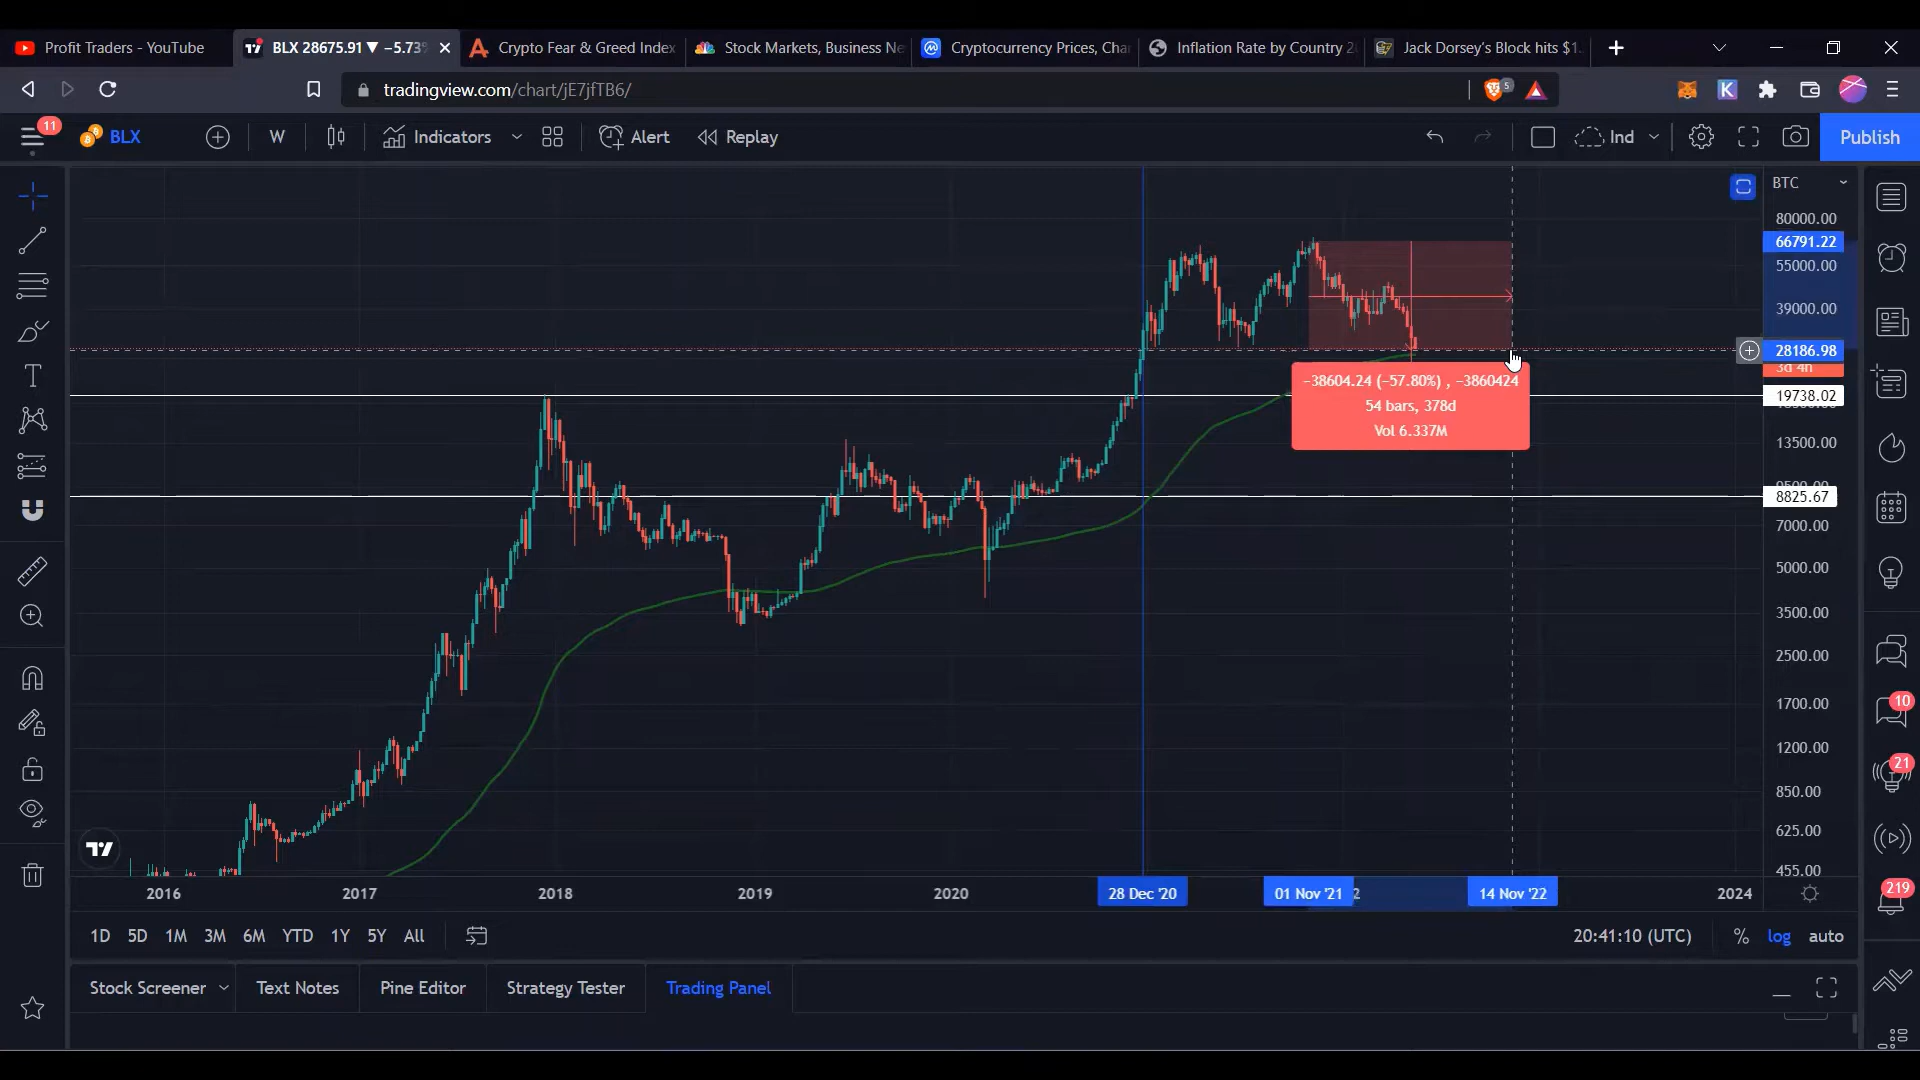 Profit Traders - YouTube
BLX 28675.91 ▼ −5.73%
Crypto Fear & Greed Index
Stock Markets, Business Ne
Cryptocurrency Prices, Cha
Inflation Rate by Country 2
Jack Dorsey's Block hits $1.
tradingview.com/chart/jE7jfTB6/
5
K
11
BLX
W
Indicators
Alert
Replay
Ind
Publish
BTC
80000.00
66791.22
55000.00
39000.00
28186.98
3d 4h
19738.02
13500.00
8825.67
7000.00
5000.00
3500.00
2500.00
1700.00
1200.00
850.00
625.00
455.00
−38604.24 (−57.80%) , −3860424
54 bars, 378d
Vol 6.337M
10
21
219
2016
2017
2018
2019
2020
28 Dec '20
01 Nov '21
2
14 Nov '22
2024
1D
5D
1M
3M
6M
YTD
1Y
5Y
All
20:41:10 (UTC)
%
log
auto
Stock Screener
Text Notes
Pine Editor
Strategy Tester
Trading Panel